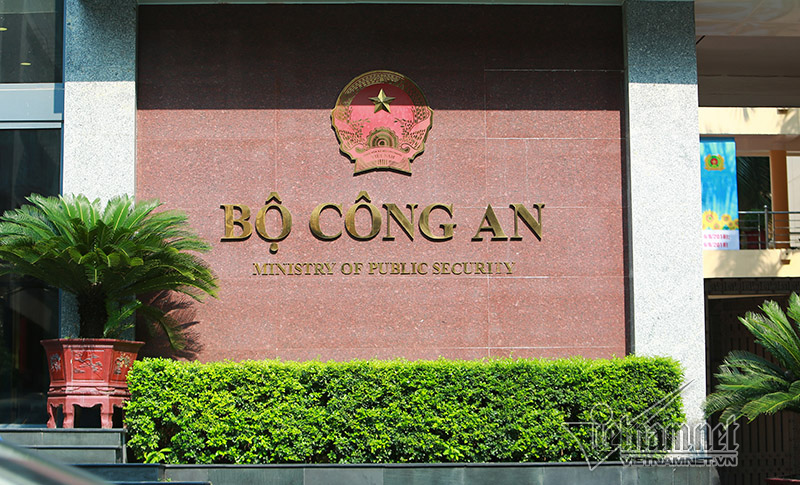 BỘ CÔNG AN
MINISTRY OF PUBLIC SECURITY
Vietnamnet
VIETNAMNET.VN